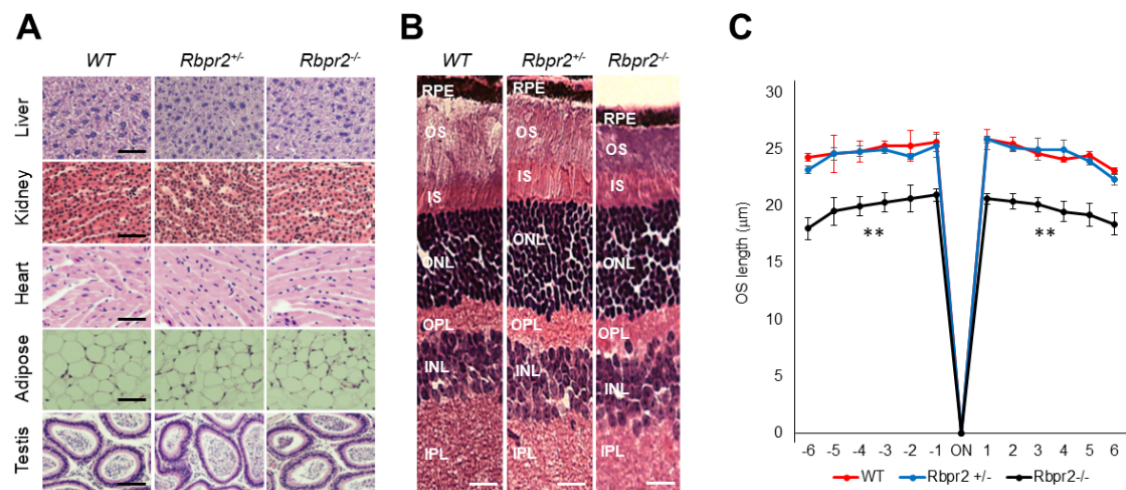 A
WT
Rbpr2+/-
Rbpr2-/-
Liver
Kidney
Heart
Adipose
Testis
B
WT
Rbpr2+/-
Rbpr2-/-
RPE
OS
IS
ONL
OPL
INL
IPL
RPE
OS
IS
ONL
OPL
INL
IPL
RPE
OS
IS
ONL
OPL
INL
IPL
C
OS length (μm)
30
25
20
15
10
5
0
** **
-6 -5 -4 -3 -2 -1 ON 1 2 3 4 5 6
WT Rbpr2 +/- Rbpr2-/-